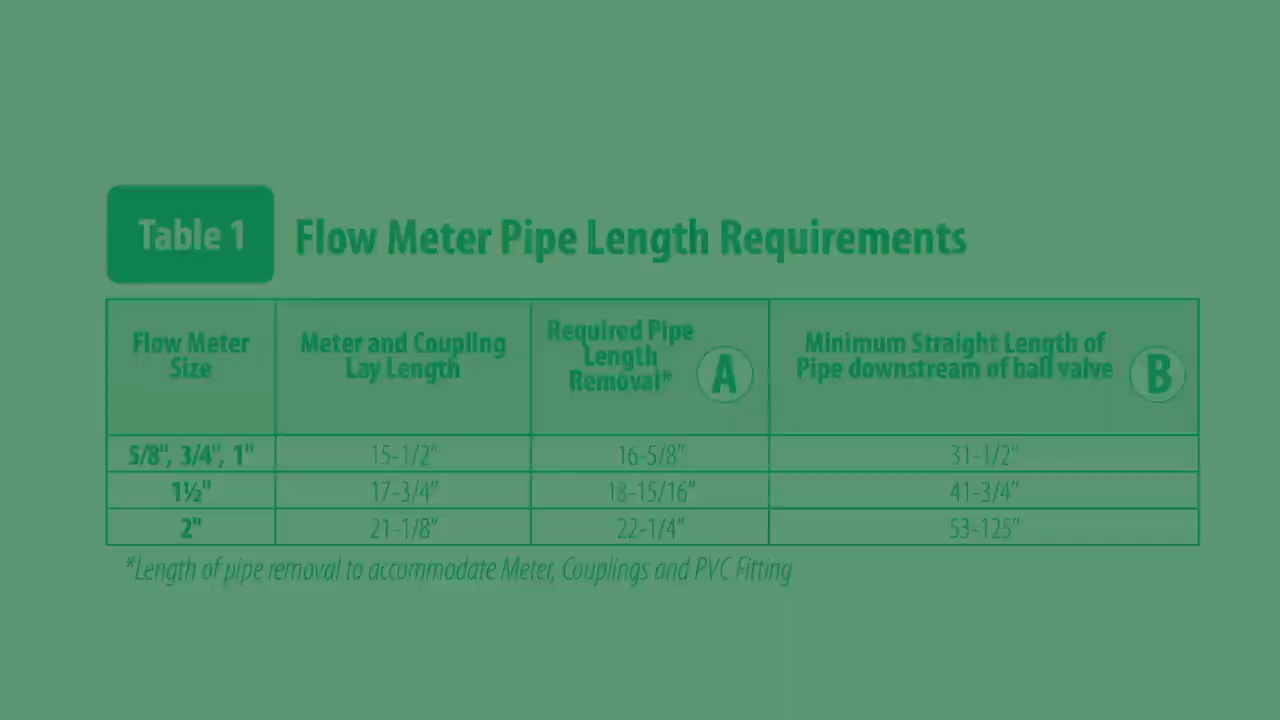 Table 1
Flow Meter Pipe Length Requirements
Flow Meter
Size
Meter and Coupling
Lay Length
Required Pipe
Length
Removal*
A
Minimum Straight Length of
Pipe downstream of ball valve
B
5/8", 3/4", 1" 15-1/2" 16-5/8" 31-1/2"
1½" 17-3/4" 18-15/16" 41-3/4"
2" 21-1/8" 22-1/4" 53-125"
*Length of pipe removal to accommodate Meter, Couplings and PVC Fitting